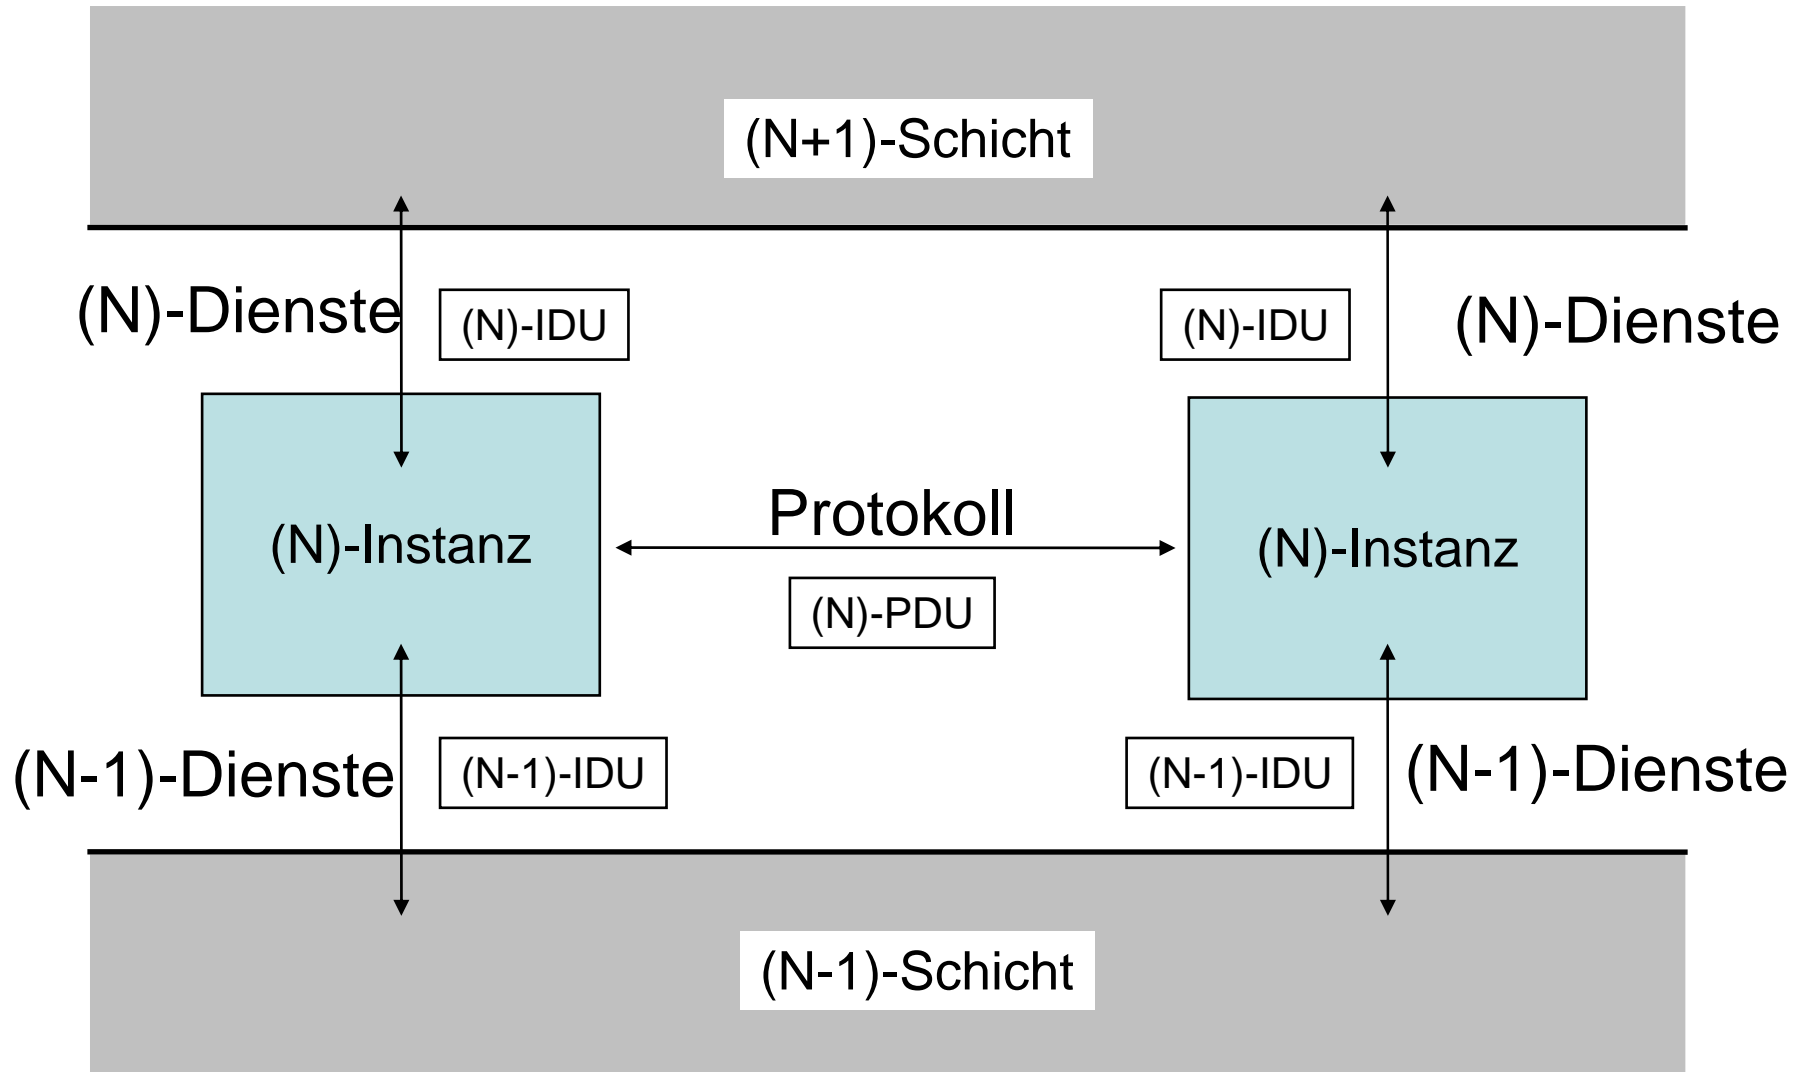 (N+1)-Schicht
(N)-Dienste
(N)-IDU
(N)-IDU
(N)-Dienste
(N)-Instanz
Protokoll
(N)-PDU
(N)-Instanz
(N-1)-Dienste
(N-1)-IDU
(N-1)-IDU
(N-1)-Dienste
(N-1)-Schicht